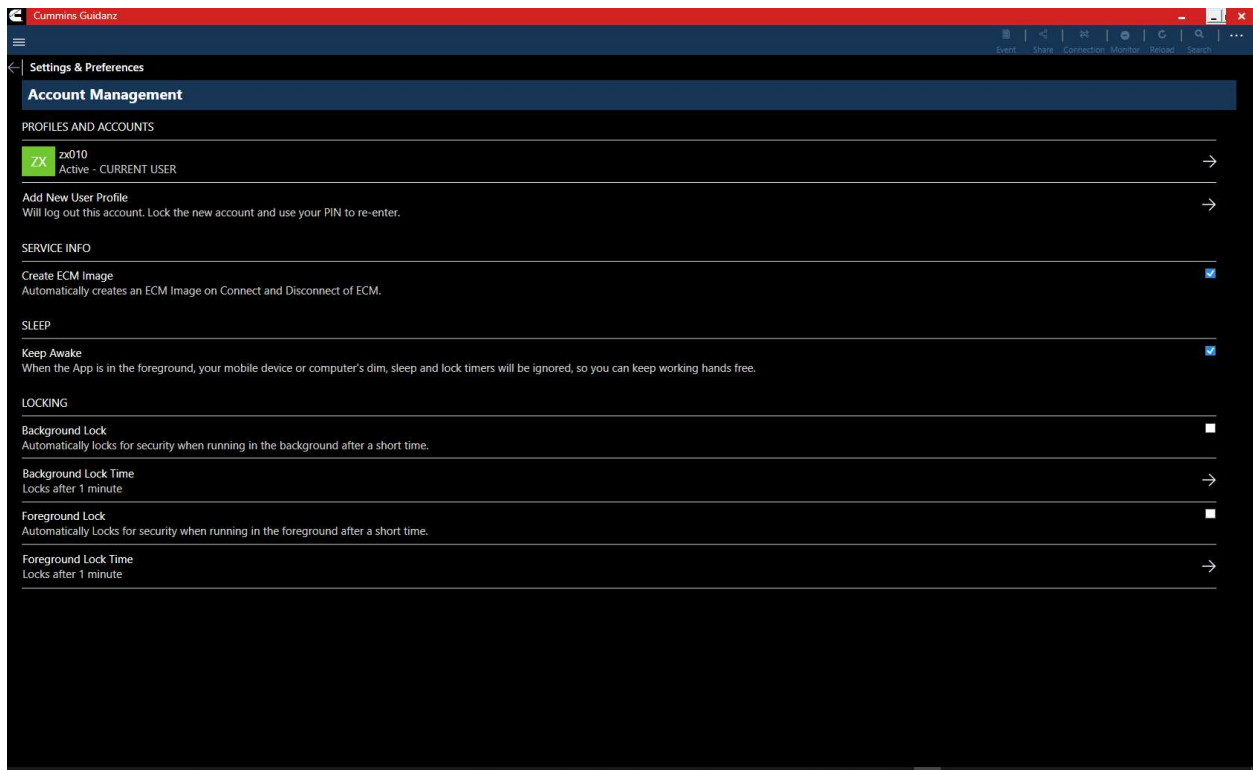 Cummins Guidanz
Event Share Connection Monitor Reload Search
Settings & Preferences
Account Management
PROFILES AND ACCOUNTS
ZX
zx010
Active - CURRENT USER
Add New User Profile
Will log out this account. Lock the new account and use your PIN to re-enter.
SERVICE INFO
Create ECM Image
Automatically creates an ECM Image on Connect and Disconnect of ECM.
SLEEP
Keep Awake
When the App is in the foreground, your mobile device or computer's dim, sleep and lock timers will be ignored, so you can keep working hands free.
LOCKING
Background Lock
Automatically locks for security when running in the background after a short time.
Background Lock Time
Locks after 1 minute
Foreground Lock
Automatically Locks for security when running in the foreground after a short time.
Foreground Lock Time
Locks after 1 minute